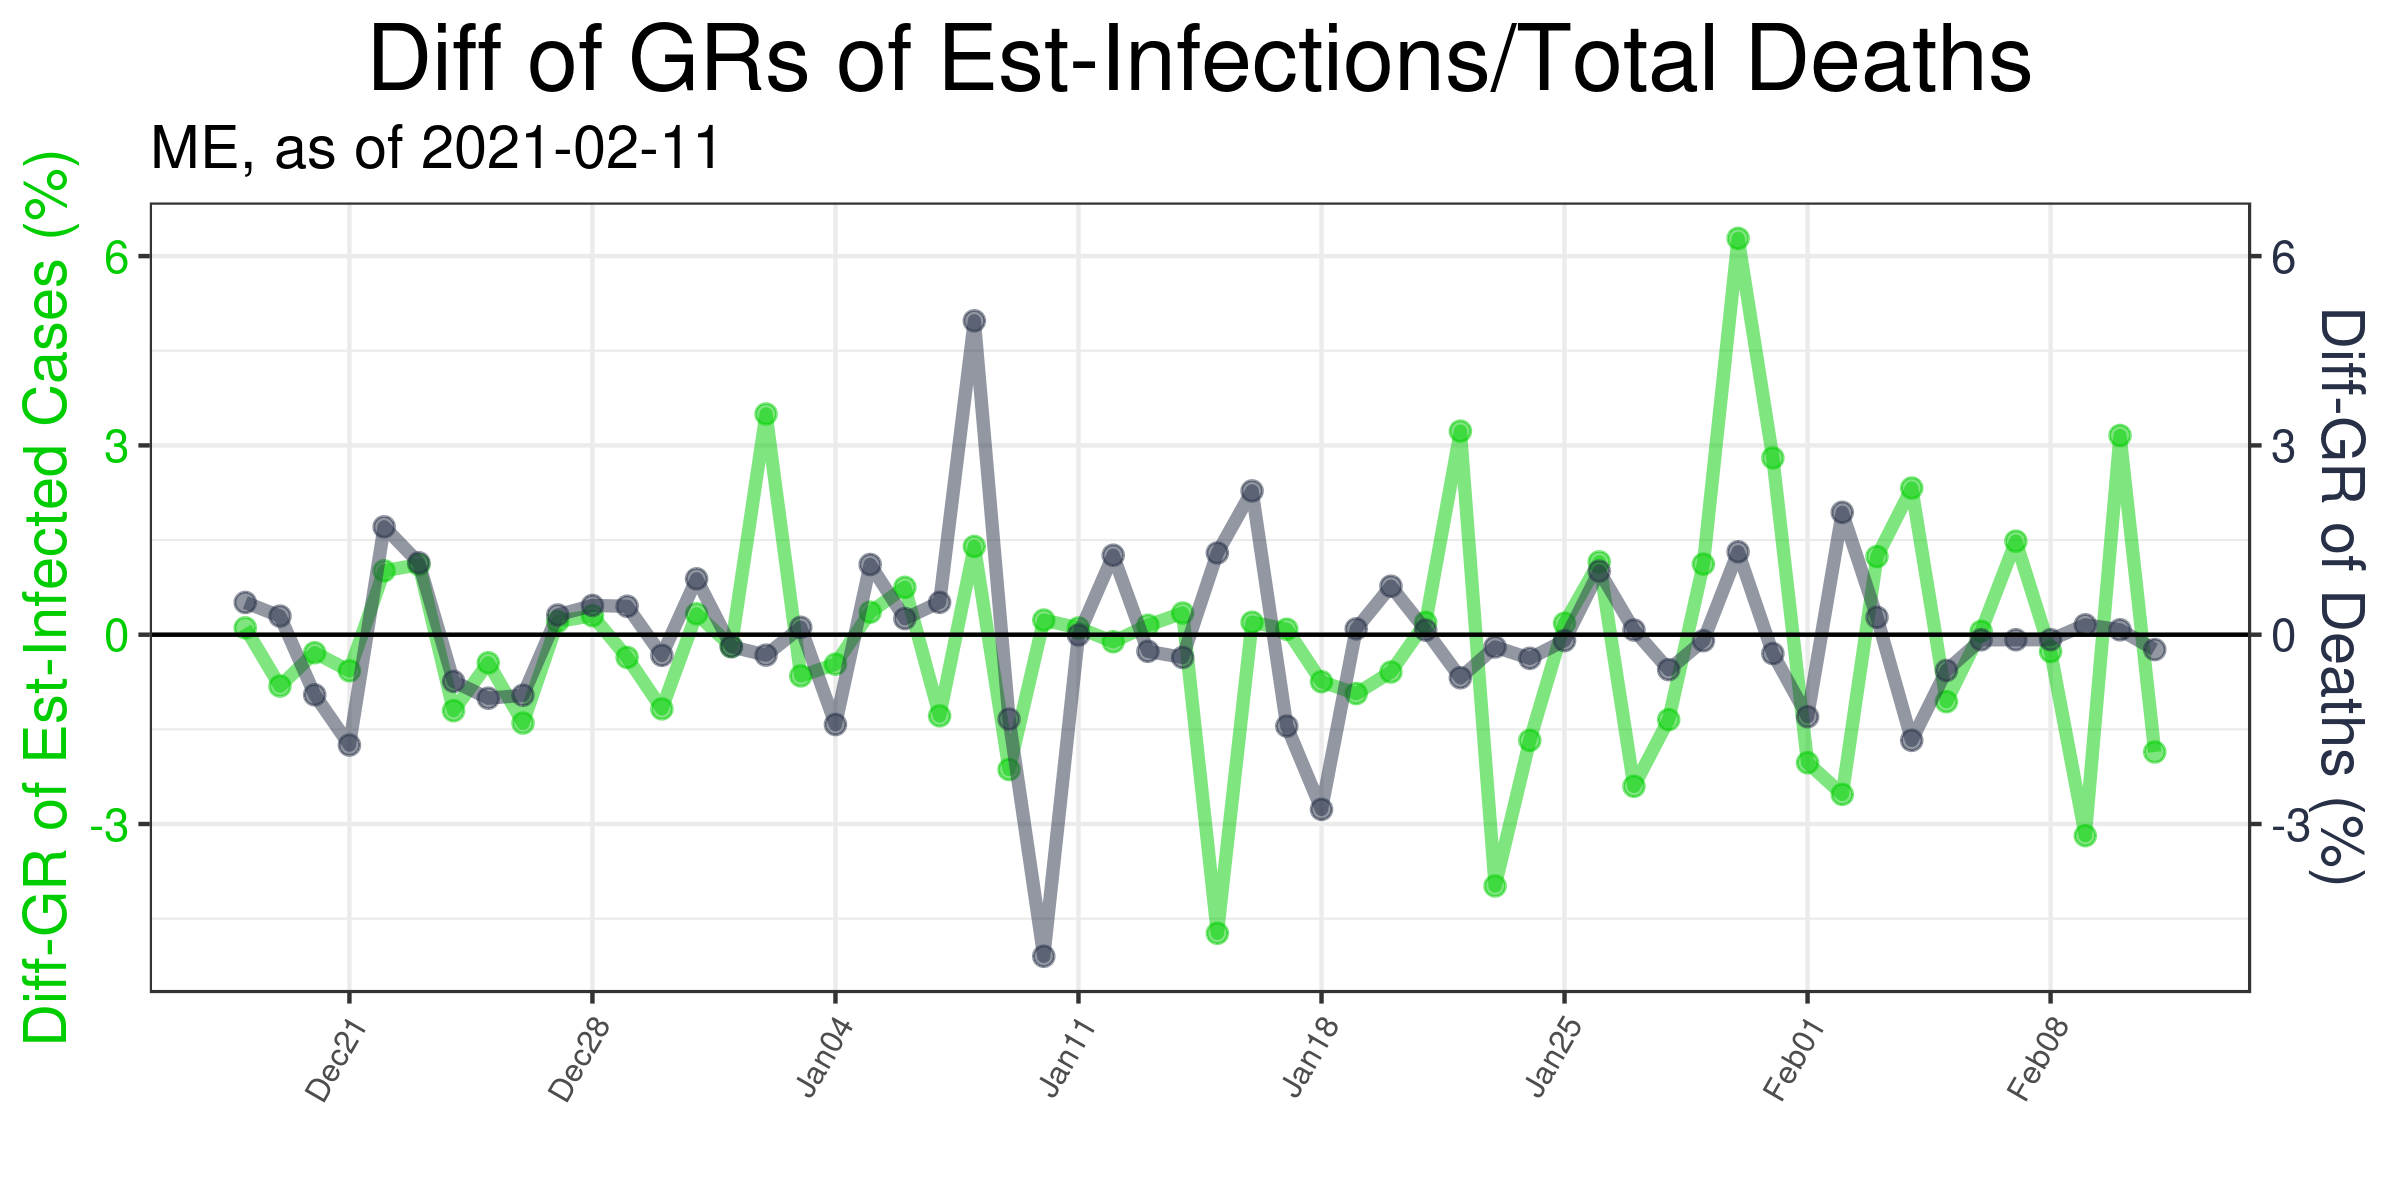 Diff of GRs of Est-Infections/Total Deaths
ME, as of 2021-02-11
Diff-GR of Est-Infected Cases (%)
6
3
0
-3
6
3
0
-3
Diff-GR of Deaths (%)
Dec21
Dec28
Jan04
Jan11
Jan18
Jan25
Feb01
Feb08